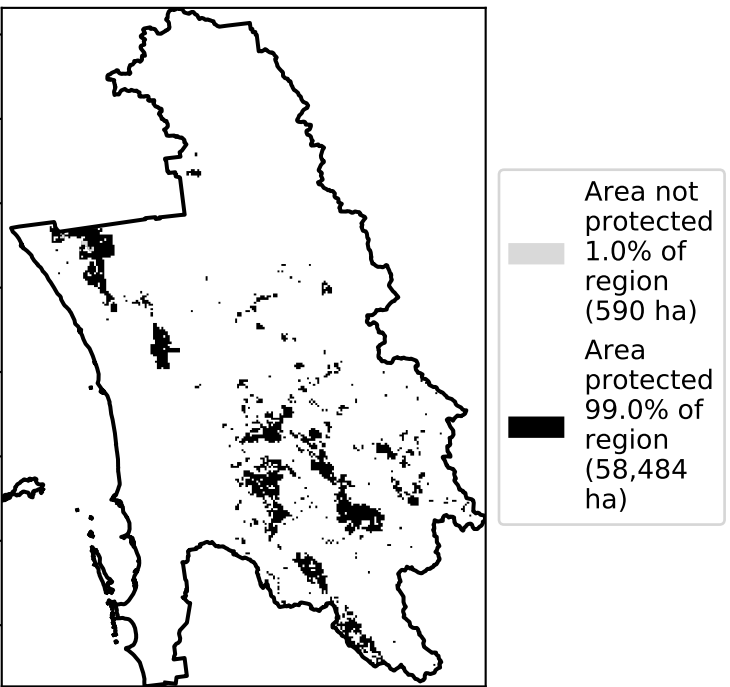 Area not
protected
1.0% of
region
(590 ha)
Area
protected
99.0% of
region
(58,484
ha)